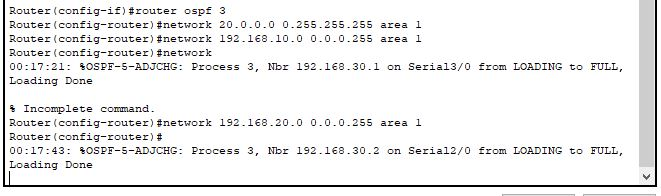 Router(config-if)#router ospf 3
Router(config-router)#network 20.0.0.0 0.255.255.255 area 1
Router(config-router)#network 192.168.10.0 0.0.0.255 area 1
Router(config-router)#network
00:17:21: %OSPF-5-ADJCHG: Process 3, Nbr 192.168.30.1 on Serial3/0 from LOADING to FULL,
Loading Done
% Incomplete command.
Router(config-router)#network 192.168.20.0 0.0.0.255 area 1
Router(config-router)#
00:17:43: %OSPF-5-ADJCHG: Process 3, Nbr 192.168.30.2 on Serial2/0 from LOADING to FULL,
Loading Done